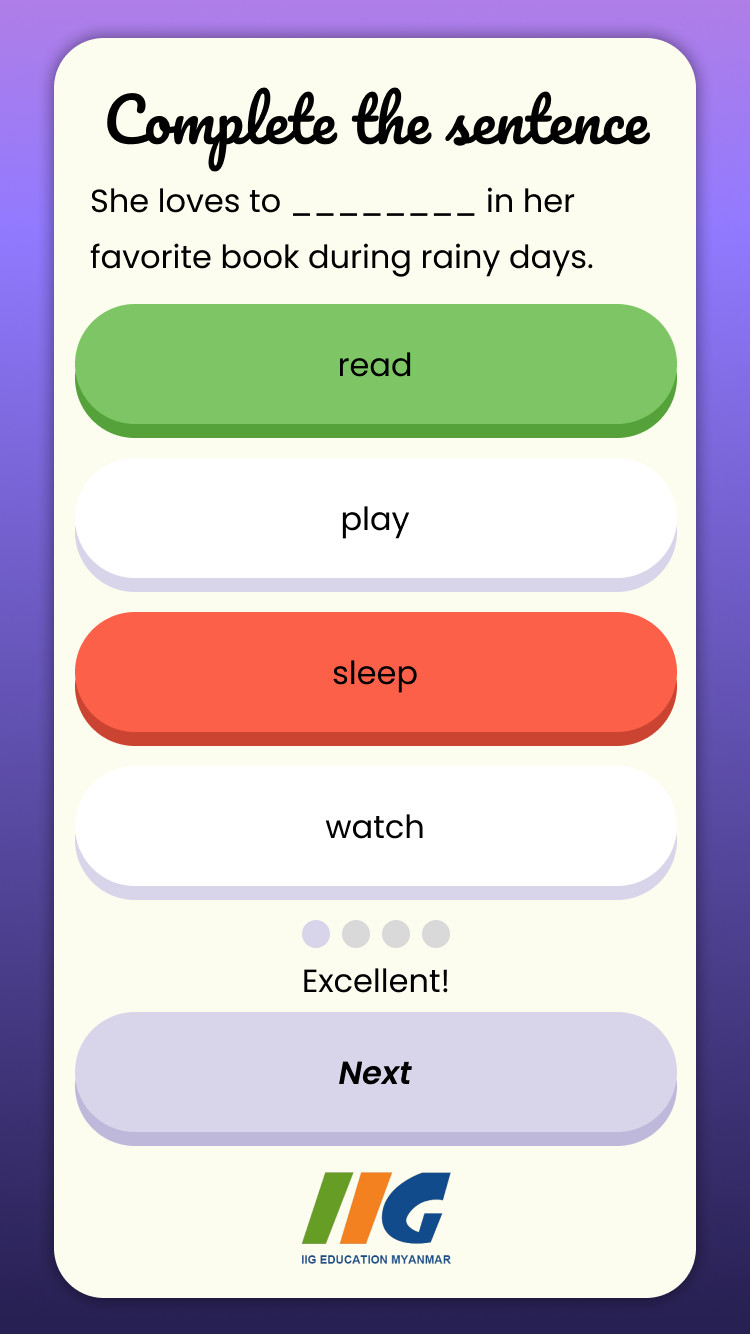 Complete the sentence
She loves to ________ in her
favorite book during rainy days.
read
play
sleep
watch
Excellent!
Next
IIG
IIG EDUCATION MYANMAR